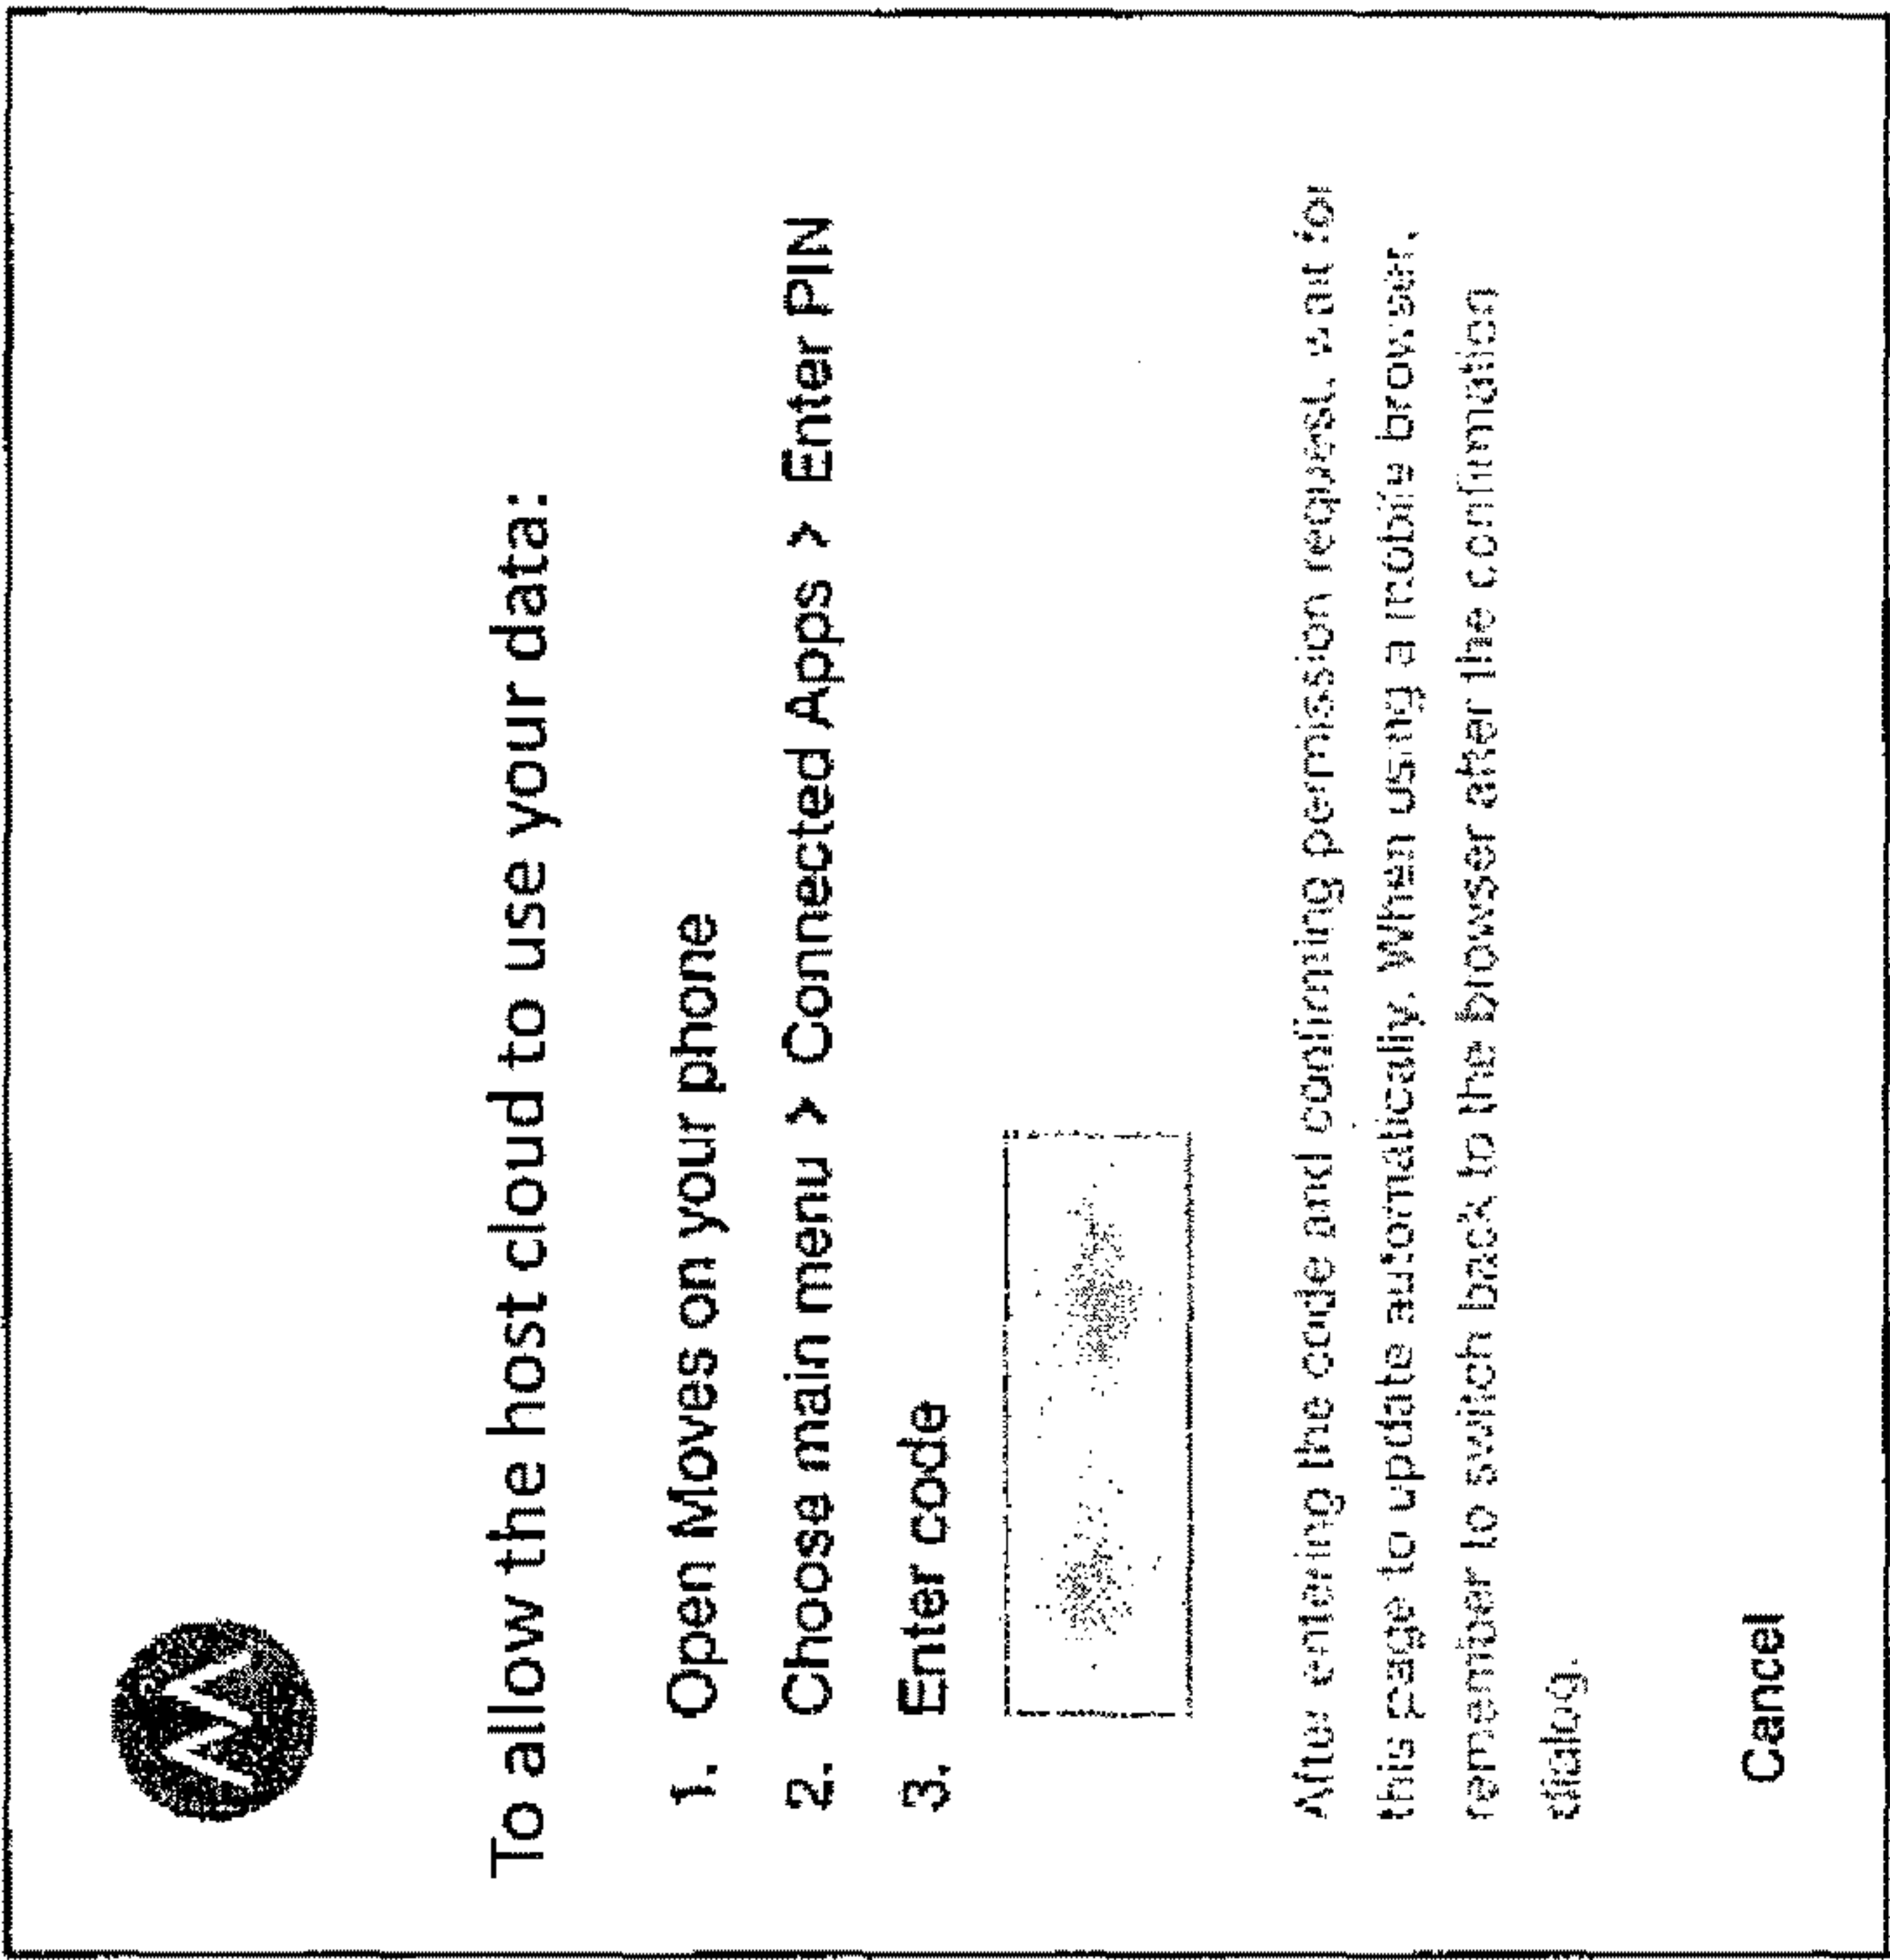 To allow the host cloud to use your data:
1. Open Moves on your phone
2. Choose main menu > Connected Apps > Enter PIN
3. Enter code
After entering the code and confirming permission request, wait for
this page to update automatically. When using a mobile browser,
remember to switch back to the browser after the confirmation
dialog.
Cancel